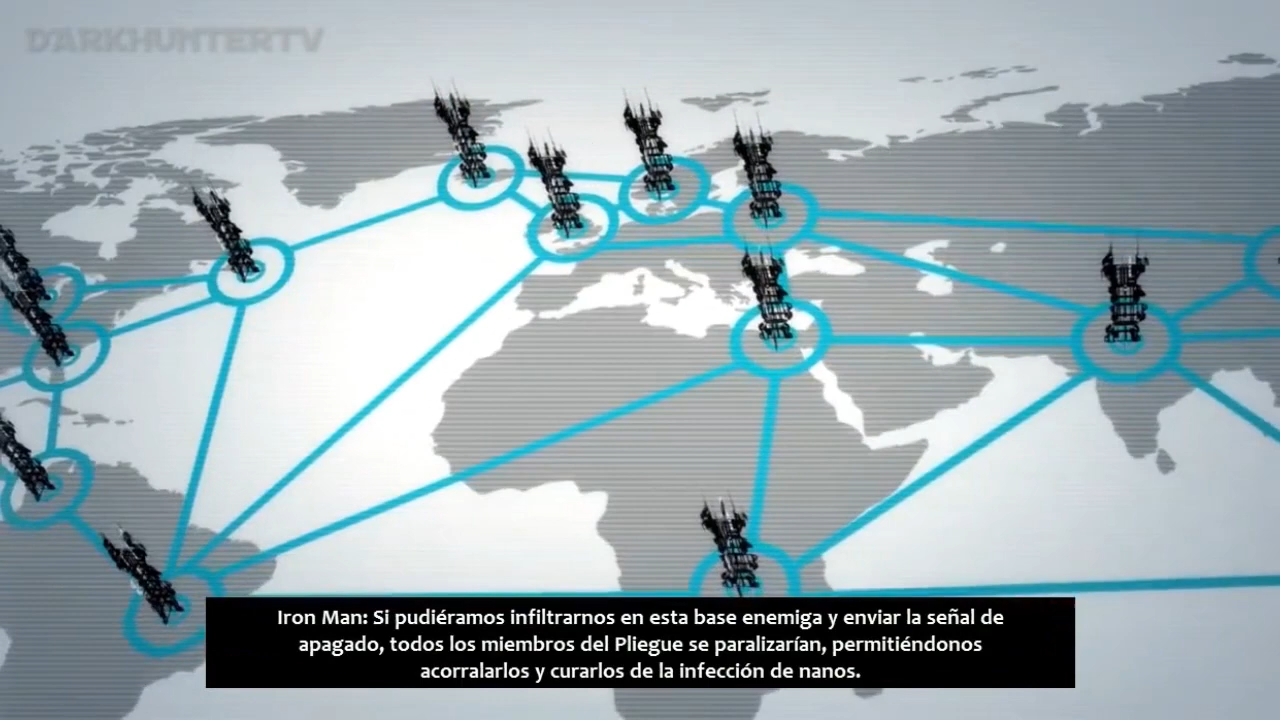 DARKHUNTERTV
Iron Man: Si pudiéramos infiltrarnos en esta base enemiga y enviar la señal de
apagado, todos los miembros del Pliegue se paralizarían, permitiéndonos
acorralarlos y curarlos de la infección de nanos.